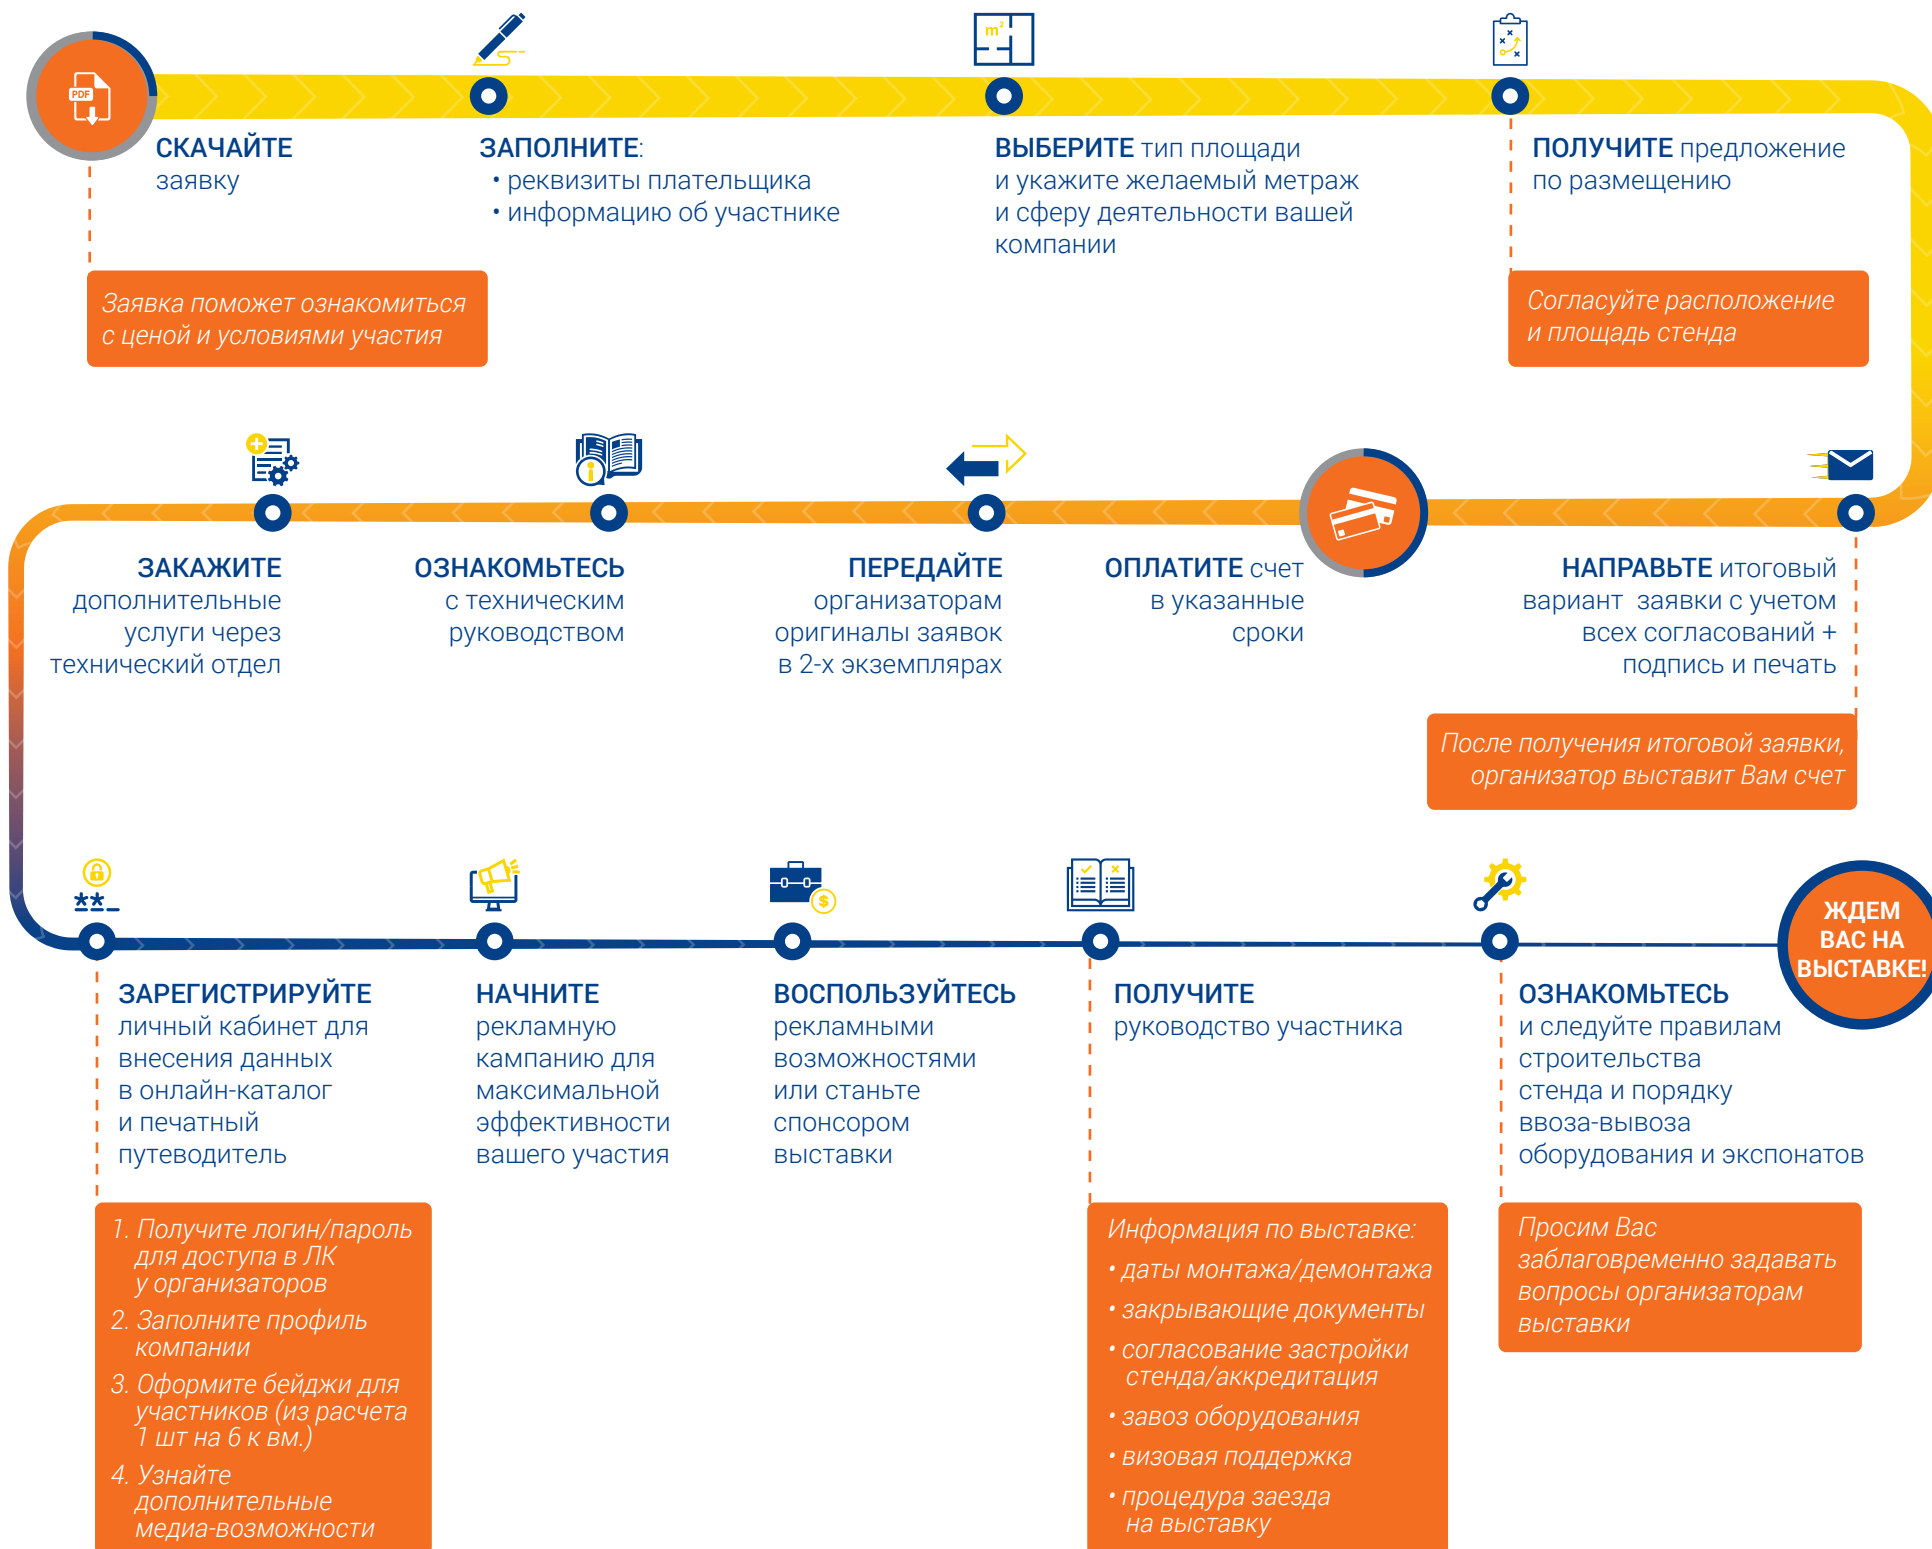 PDF
m²
СКАЧАЙТЕ
заявку
Заявка поможет ознакомиться
с ценой и условиями участия
ЗАПОЛНИТЕ:
• реквизиты плательщика
• информацию об участнике
ВЫБЕРИТЕ тип площади
и укажите желаемый метраж
и сферу деятельности вашей
компании
ПОЛУЧИТЕ предложение
по размещению
Согласуйте расположение
и площадь стенда
НАПРАВЬТЕ итоговый
вариант заявки с учетом
всех согласований +
подпись и печать
После получения итоговой заявки,
организатор выставит Вам счет
ОПЛАТИТЕ счет
в указанные
сроки
ПЕРЕДАЙТЕ
организаторам
оригиналы заявок
в 2-х экземплярах
ОЗНАКОМЬТЕСЬ
с техническим
руководством
ЗАКАЖИТЕ
дополнительные
услуги через
технический отдел
ЗАРЕГИСТРИРУЙТЕ
личный кабинет для
внесения данных
в онлайн-каталог
и печатный
путеводитель
1. Получите логин/пароль
для доступа в ЛК
у организаторов
2. Заполните профиль
компании
3. Оформите бейджи для
участников (из расчета
1 шт на 6 к вм.)
4. Узнайте
дополнительные
медиа-возможности
НАЧНИТЕ
рекламную
кампанию для
максимальной
эффективности
вашего участия
$
ВОСПОЛЬЗУЙТЕСЬ
рекламными
возможностями
или станьте
спонсором
выставки
ПОЛУЧИТЕ
руководство участника
Информация по выставке:
• даты монтажа/демонтажа
• закрывающие документы
• согласование застройки
стенда/аккредитация
• завоз оборудования
• визовая поддержка
• процедура заезда
на выставку
ОЗНАКОМЬТЕСЬ
и следуйте правилам
строительства
стенда и порядку
ввоза-вывоза
оборудования и экспонатов
Просим Вас
заблаговременно задавать
вопросы организаторам
выставки
ЖДЕМ
ВАС НА
ВЫСТАВКЕ!